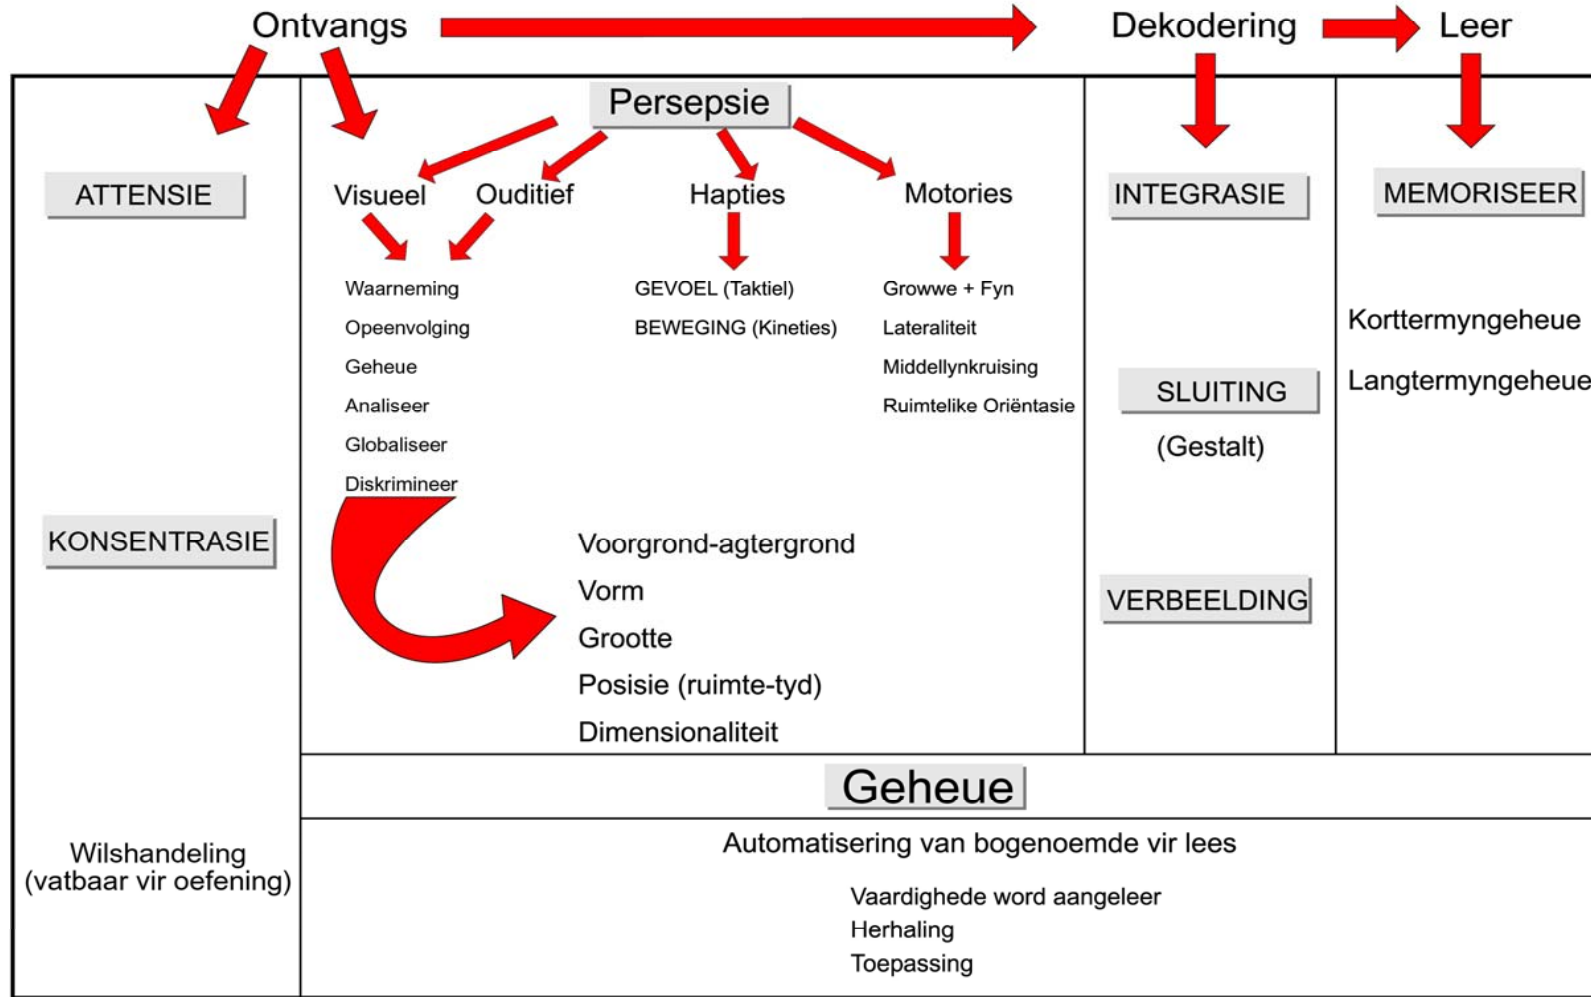 Ontvangs
Dekodering
Leer
ATTENSIE
KONSENTRASIE
Wilshandeling
(vatbaar vir oefening)
Persepsie
Visueel
Ouditief
Hapties
Motories
Waarneming
Opeenvolging
Geheue
Analiseer
Globaliseer
Diskrimineer
GEVOEL (Taktiel)
BEWEGING (Kineties)
Growwe + Fyn
Lateraliteit
Middellynkruising
Ruimtelike Oriëntasie
Voorgrond-agtergrond
Vorm
Grootte
Posisie (ruimte-tyd)
Dimensionaliteit
INTEGRASIE
SLUITING
(Gestalt)
VERBEELDING
MEMORISEER
Korttermyngeheue
Langtermyngeheue
Geheue
Automatisering van bogenoemde vir lees
Vaardighede word aangeleer
Herhaling
Toepassing